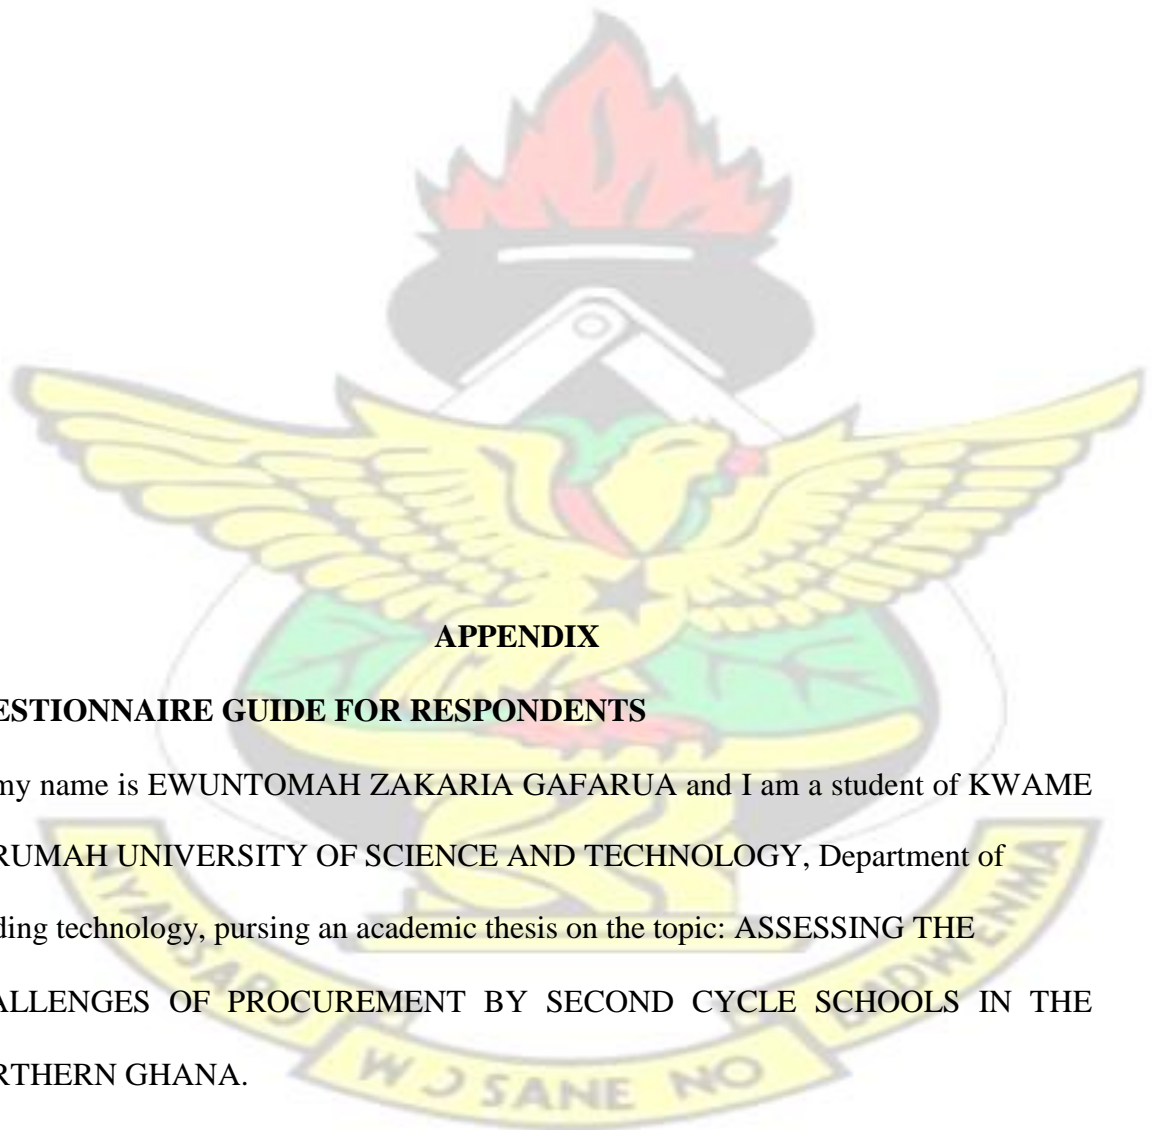 APPENDIX
ESTIONNAIRE GUIDE FOR RESPONDENTS
my name is EWUNTOMAH ZAKARIA GAFARUA and I am a student of KWAME
RUMAH UNIVERSITY OF SCIENCE AND TECHNOLOGY, Department of
ding technology, pursing an academic thesis on the topic: ASSESSING THE
ALLENGES OF PROCUREMENT BY SECOND CYCLE SCHOOLS IN THE
RTHERN GHANA.
NYANSAPO
W Ɔ SANE NO
BADWENMA